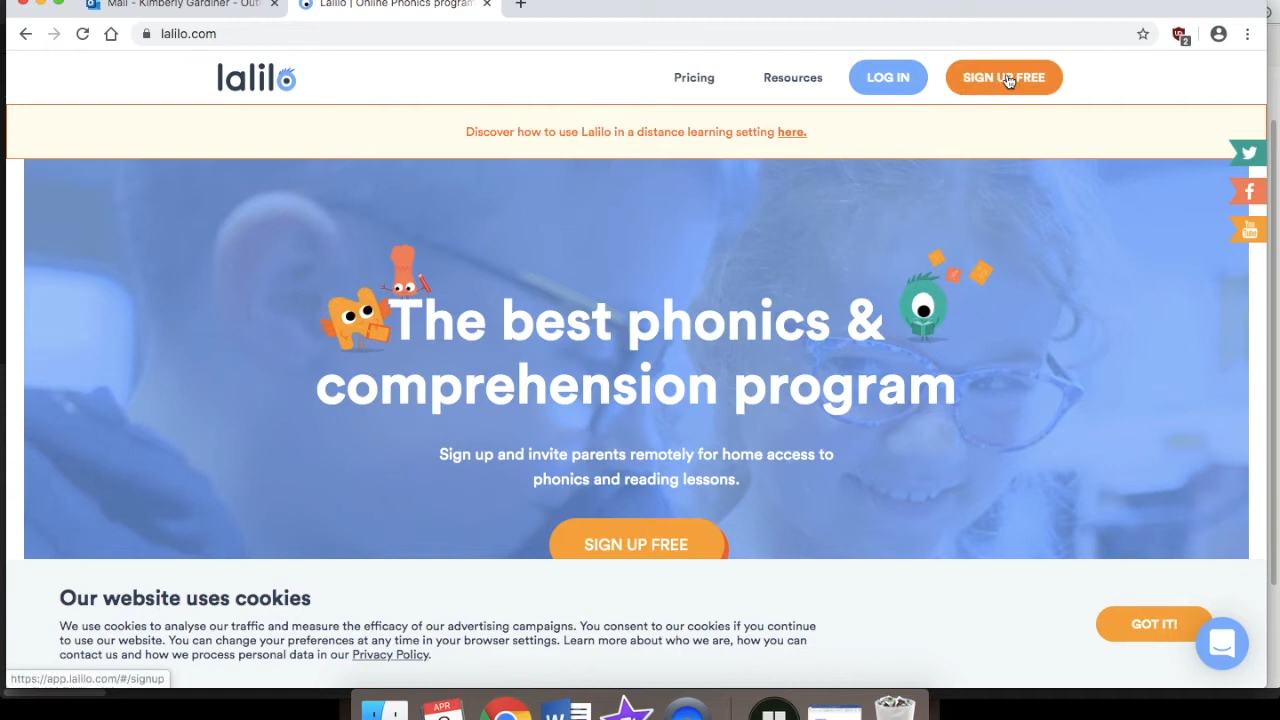 Mail - Kimberly Gardiner - Out
Lalilo | Online Phonics program
lalilo.com
2
lalilo
Pricing
Resources
LOG IN
SIGN UP FREE
Discover how to use Lalilo in a distance learning setting here.
The best phonics &
comprehension program
Sign up and invite parents remotely for home access to
phonics and reading lessons.
SIGN UP FREE
You
Tube
Our website uses cookies
We use cookies to analyse our traffic and measure the efficacy of our advertising campaigns. You consent to our cookies if you continue
to use our website. You can change your preferences at any time in your browser settings. Learn more about who we are, how you can
contact us and how we process personal data in our Privacy Policy.
GOT IT!
https://app.lalilo.com/#/signup
APR